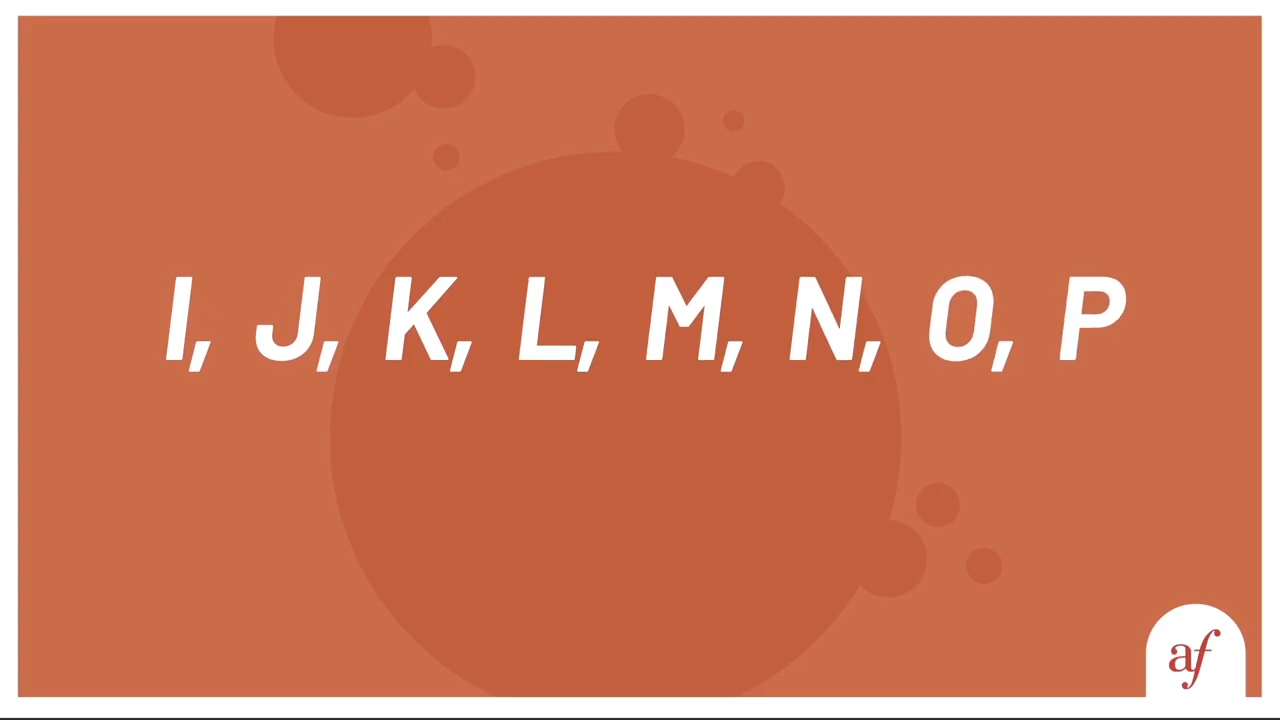 I, J, K, L, M, N, O, P
af